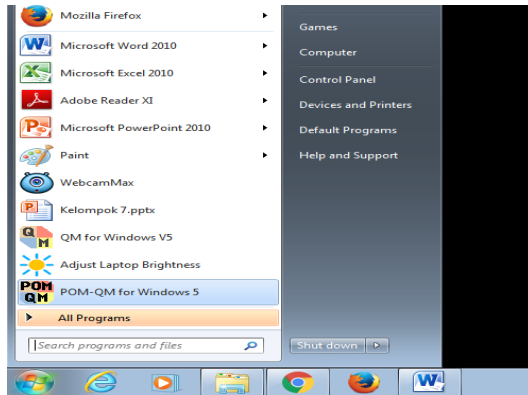 Mozilla Firefox
Microsoft Word 2010
Microsoft Excel 2010
Adobe Reader XI
Microsoft PowerPoint 2010
Paint
WebcamMax
Kelompok 7.pptx
QM for Windows V5
Adjust Laptop Brightness
POM-QM for Windows 5
All Programs
Search programs and files
Games
Computer
Control Panel
Devices and Printers
Default Programs
Help and Support
Shut down